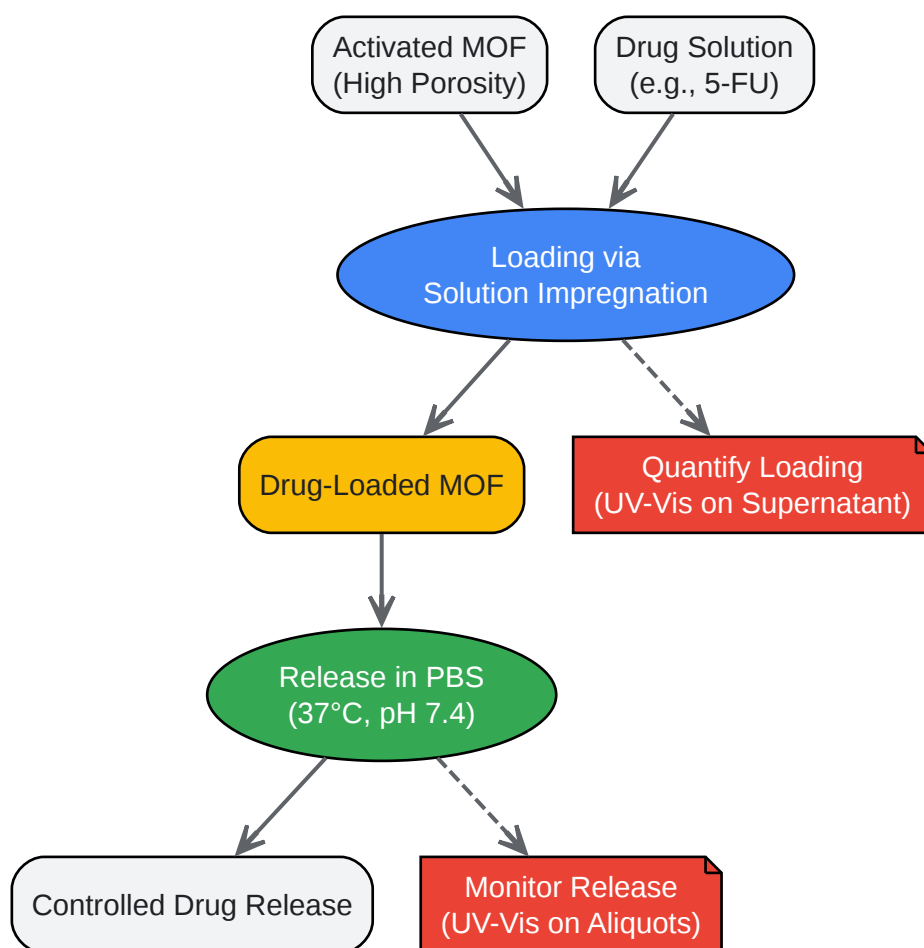 Activated MOF
(High Porosity)
Drug Solution
(e.g., 5-FU)
Loading via
Solution Impregnation
Drug-Loaded MOF
Quantify Loading
(UV-Vis on Supernatant)
Release in PBS
(37°C, pH 7.4)
Controlled Drug Release
Monitor Release
(UV-Vis on Aliquots)